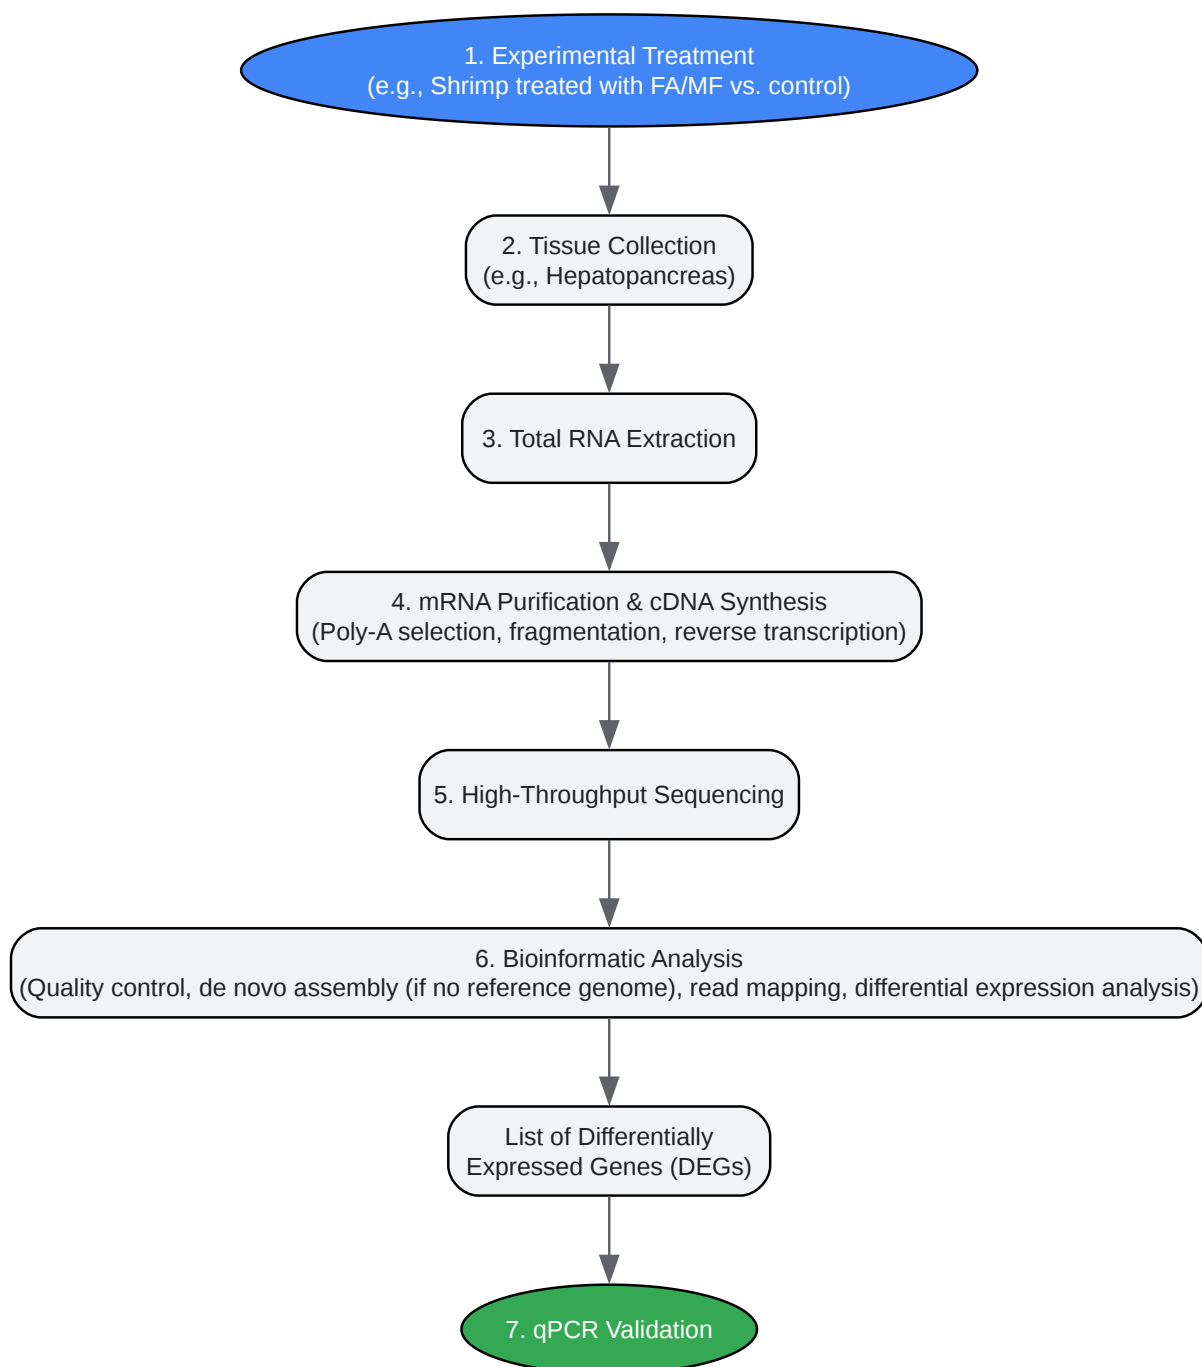 1. Experimental Treatment
(e.g., Shrimp treated with FA/MF vs. control)
2. Tissue Collection
(e.g., Hepatopancreas)
3. Total RNA Extraction
4. mRNA Purification & cDNA Synthesis
(Poly-A selection, fragmentation, reverse transcription)
5. High-Throughput Sequencing
6. Bioinformatic Analysis
(Quality control, de novo assembly (if no reference genome), read mapping, differential expression analysis)
List of Differentially
Expressed Genes (DEGs)
7. qPCR Validation